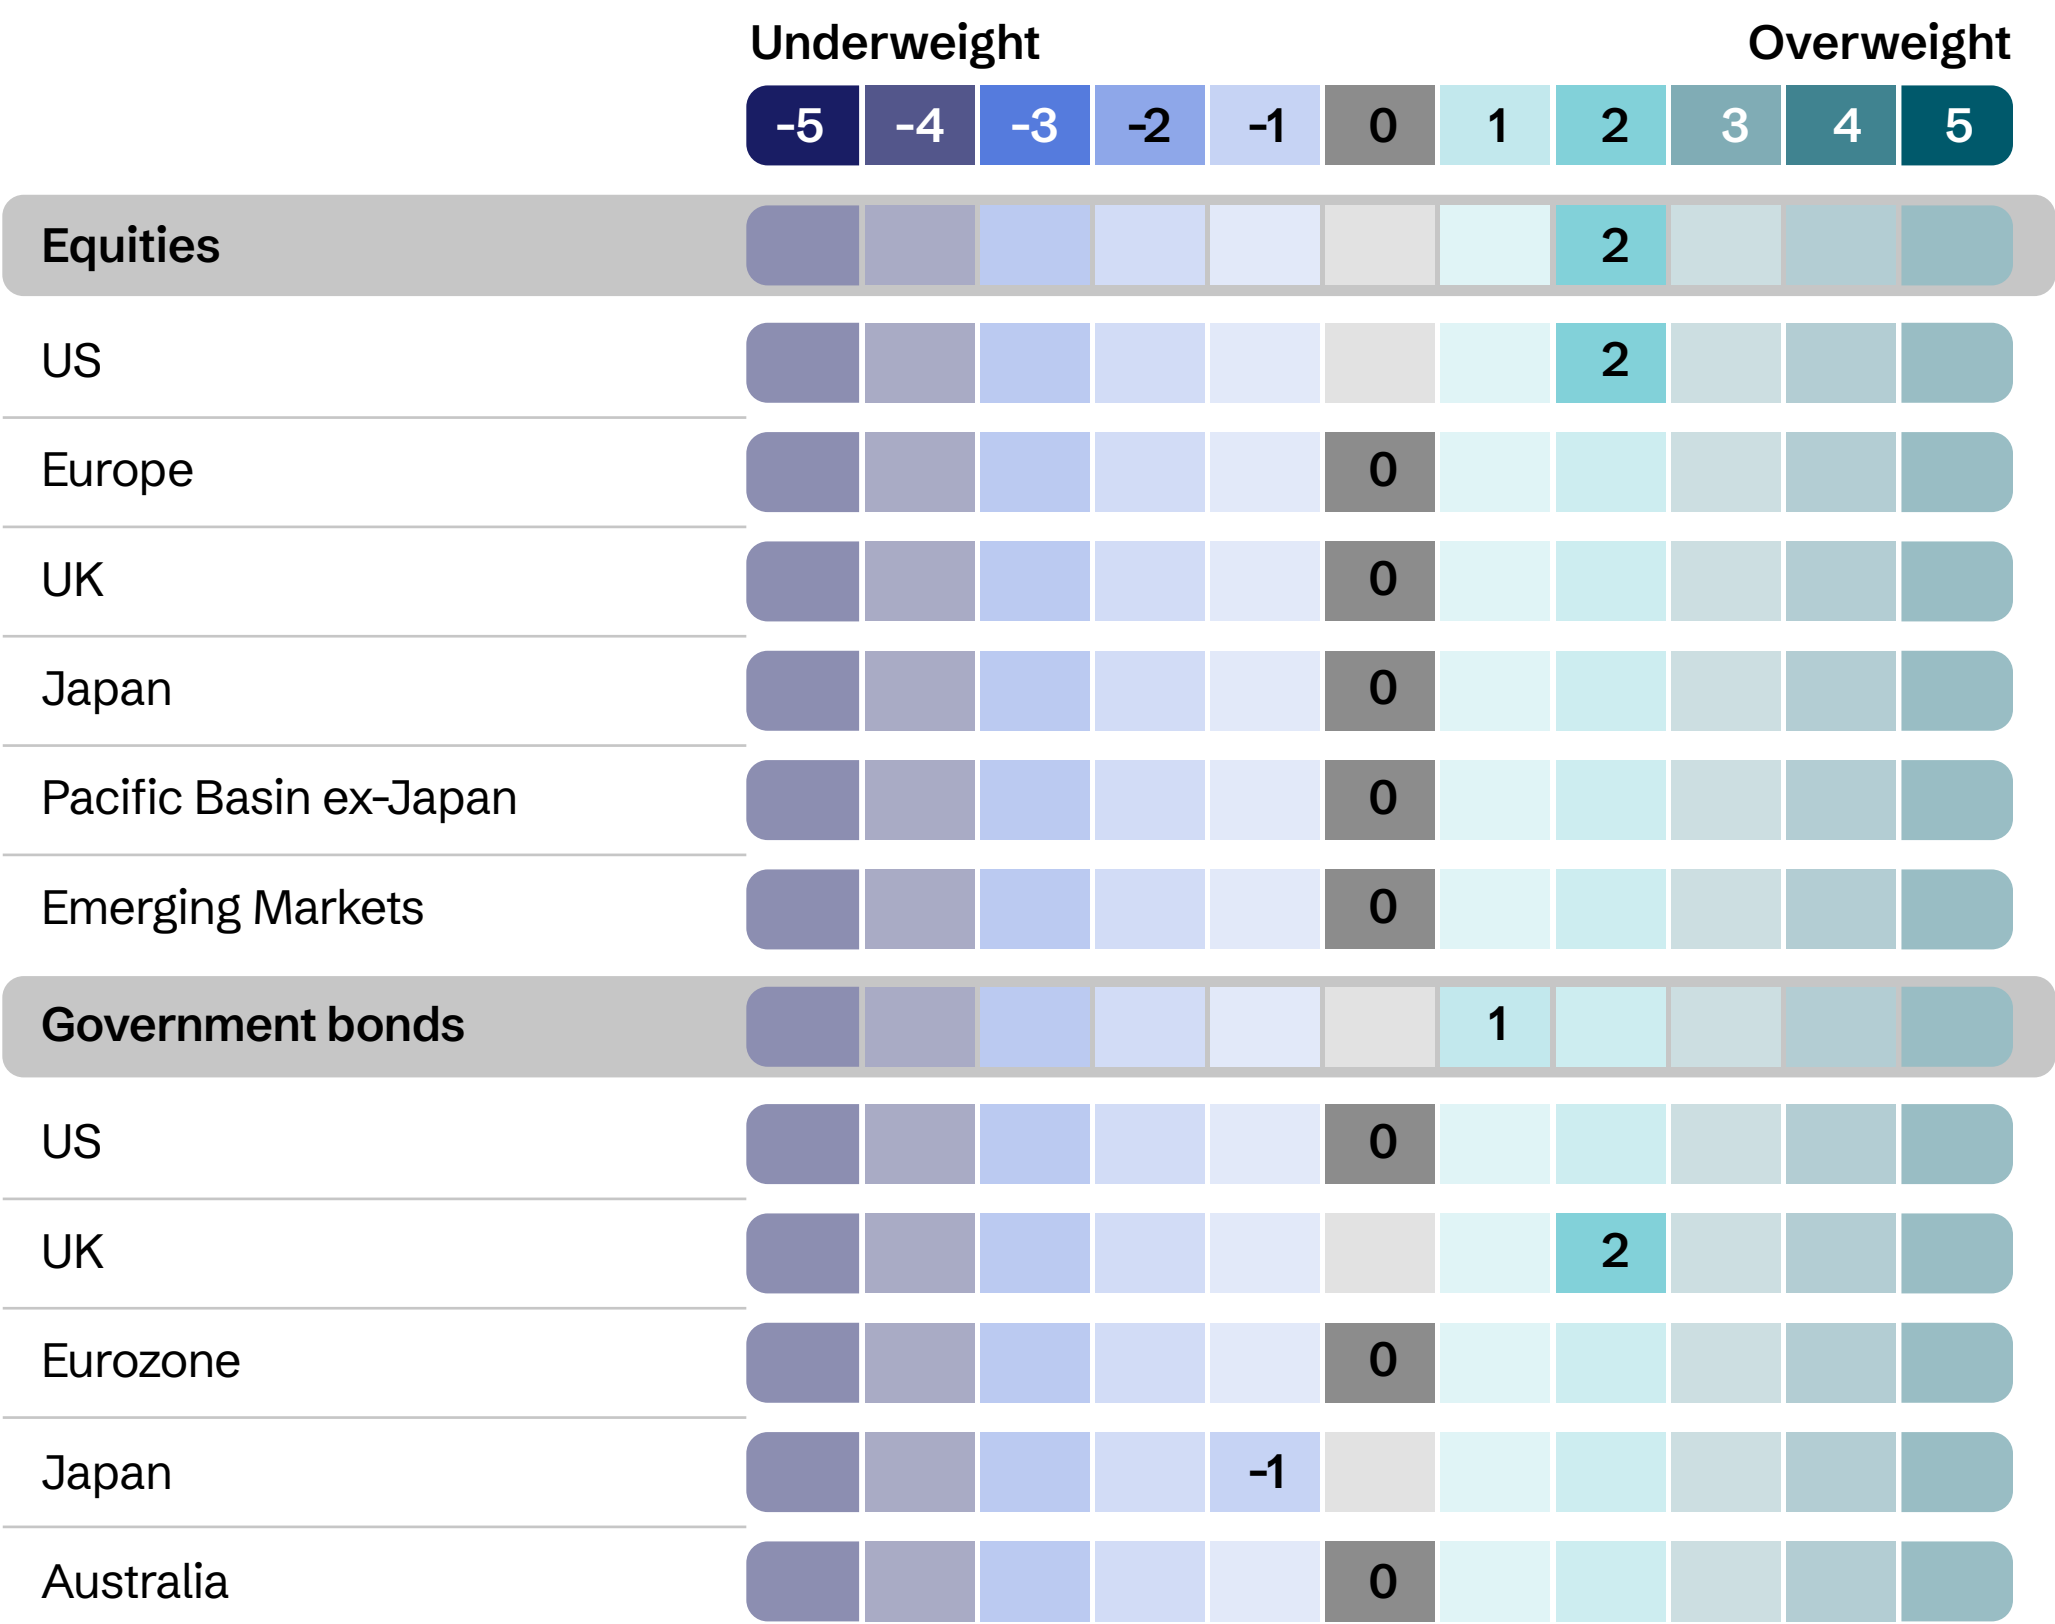 Underweight Overweight
-5 -4 -3 -2 -1 0 1 2 3 4 5
Equities 2
US 2
Europe 0
UK 0
Japan 0
Pacific Basin ex-Japan 0
Emerging Markets 0
Government bonds 1
US 0
UK 2
Eurozone 0
Japan -1
Australia 0